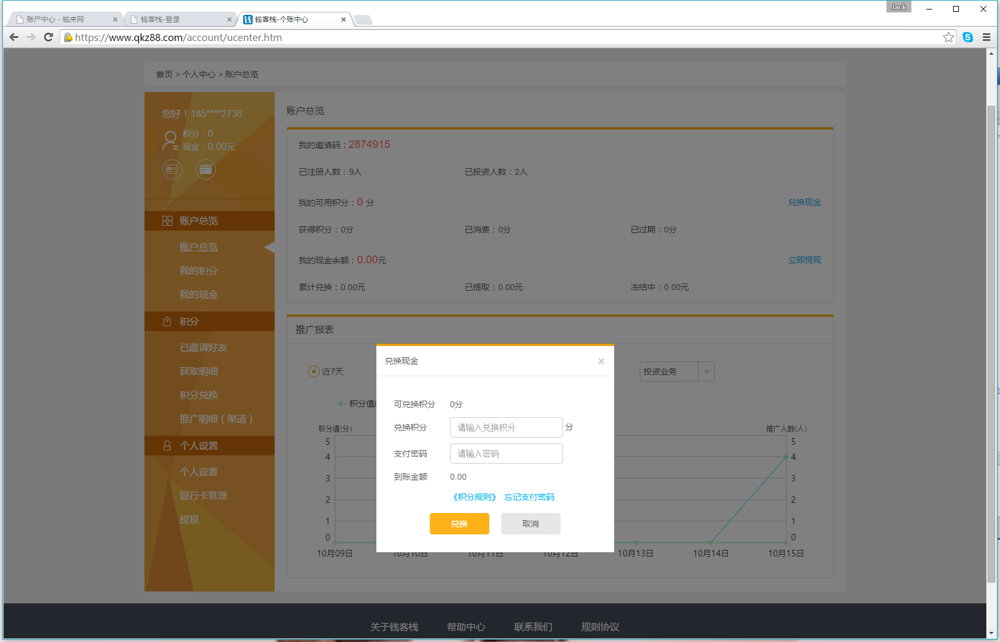 Jack
账户中心 - 钱来网
钱客栈-登录
钱客栈-个账中心
https://www.qkz88.com/account/ucenter.htm
首页 > 个人中心 > 账户总览
您好！185****2736
积分：0
现金：0.00元
账户总览
账户总览
我的积分
我的现金
积分
已邀请好友
获取明细
积分兑换
推广明细（渠道）
个人设置
个人设置
银行卡管理
提现
账户总览
我的邀请码：2874915
已注册人数：9人 已投资人数：2人
我的可用积分：0 分 兑换现金
获得积分：0分 已消费：0分 已过期：0分
我的现金余额：0.00元 立即提现
累计兑换：0.00元 已提取：0.00元 冻结中：0.00元
推广报表
近7天 投资业务
积分值(
积分值(分) 推广人数(人)
5 5
4 4
3 3
2 2
1 1
0 0
10月09日 10月10日 10月11日 10月12日 10月13日 10月14日 10月15日
兑换现金 ×
可兑换积分 0分
兑换积分 请输入兑换积分 分
支付密码 请输入密码
到账金额 0.00
《积分规则》 忘记支付密码
兑换 取消
关于钱客栈 帮助中心 联系我们 规则协议